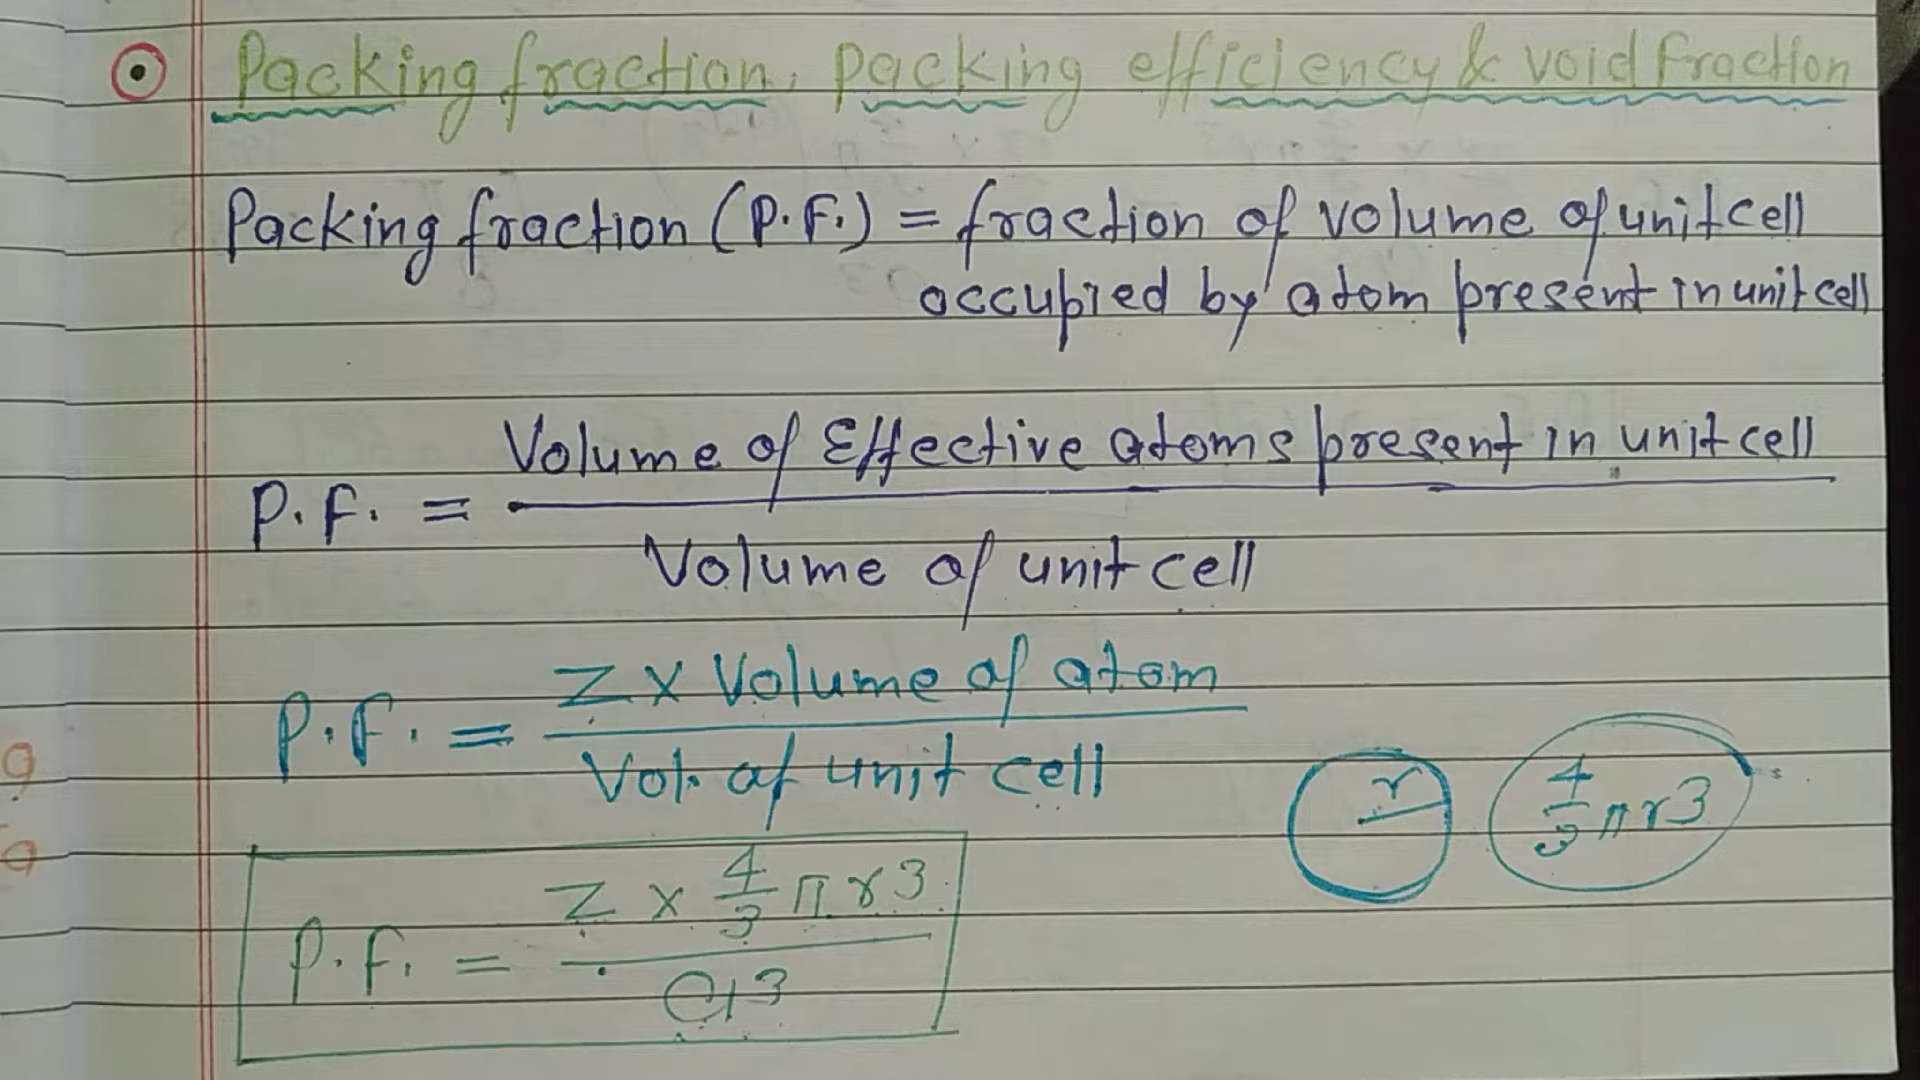 Packing fraction, packing efficiency & void fraction
Packing fraction (P.F.) = fraction of volume of unit cell
occupied by atom present in unit cell
P.F. = Volume of Effective atoms present in unit cell / Volume of unit cell
P.F. = Z x Volume of atom / Vol. of unit cell
r 4/3 π r3
P.F. = Z x 4/3 π r3 / a3